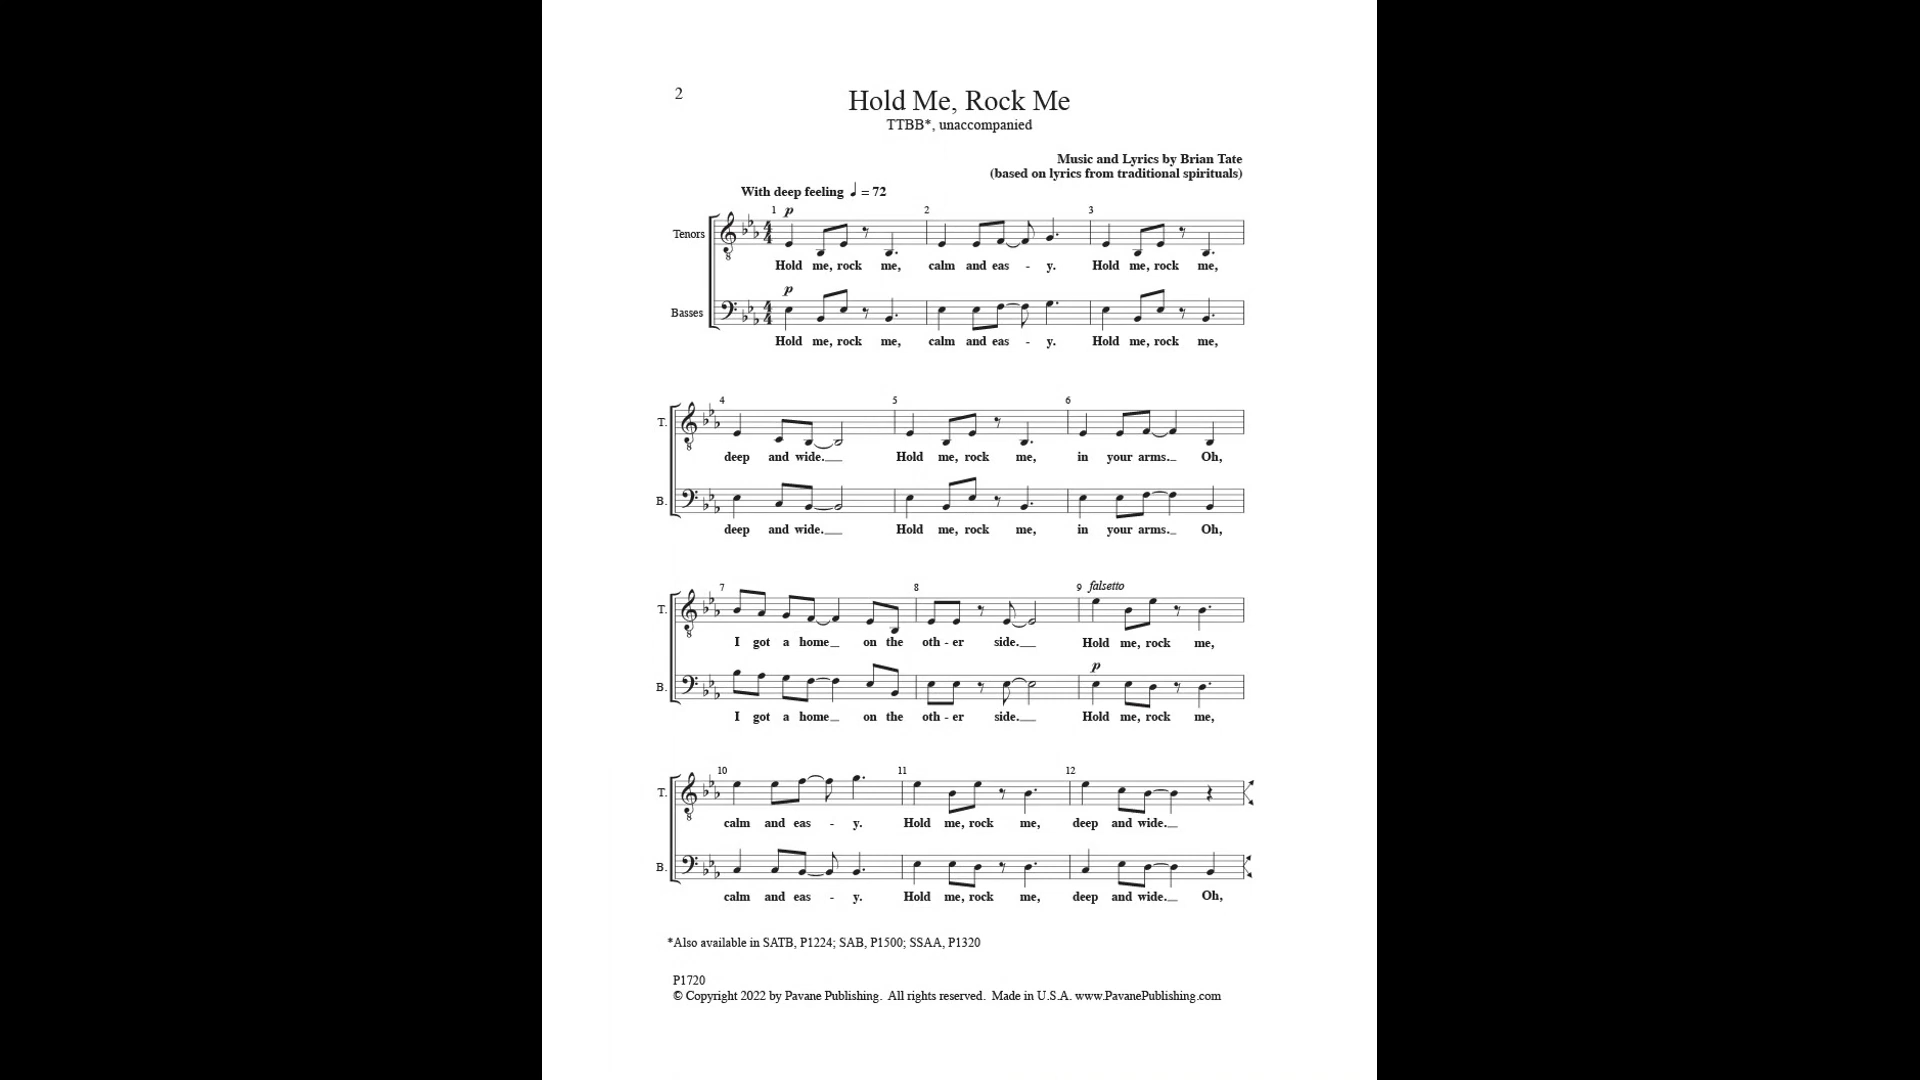 2
Hold Me, Rock Me
TTBB*, unaccompanied
Music and Lyrics by Brian Tate
(based on lyrics from traditional spirituals)
With deep feeling ♩ = 72
1 p 2 3
Tenors
8
Hold me, rock me, calm and eas - y. Hold me, rock me,
p
Basses
Hold me, rock me, calm and eas - y. Hold me, rock me,
4 5 6
T.
8
deep and wide. Hold me, rock me, in your arms. Oh,
B.
deep and wide. Hold me, rock me, in your arms. Oh,
7 8 9 falsetto
T.
8
I got a home on the oth - er side. Hold me, rock me,
p
B.
I got a home on the oth - er side. Hold me, rock me,
10 11 12
T.
8
calm and eas - y. Hold me, rock me, deep and wide.
B.
calm and eas - y. Hold me, rock me, deep and wide. Oh,
*Also available in SATB, P1224; SAB, P1500; SSAA, P1320
P1720
© Copyright 2022 by Pavane Publishing. All rights reserved. Made in U.S.A. www.PavanePublishing.com